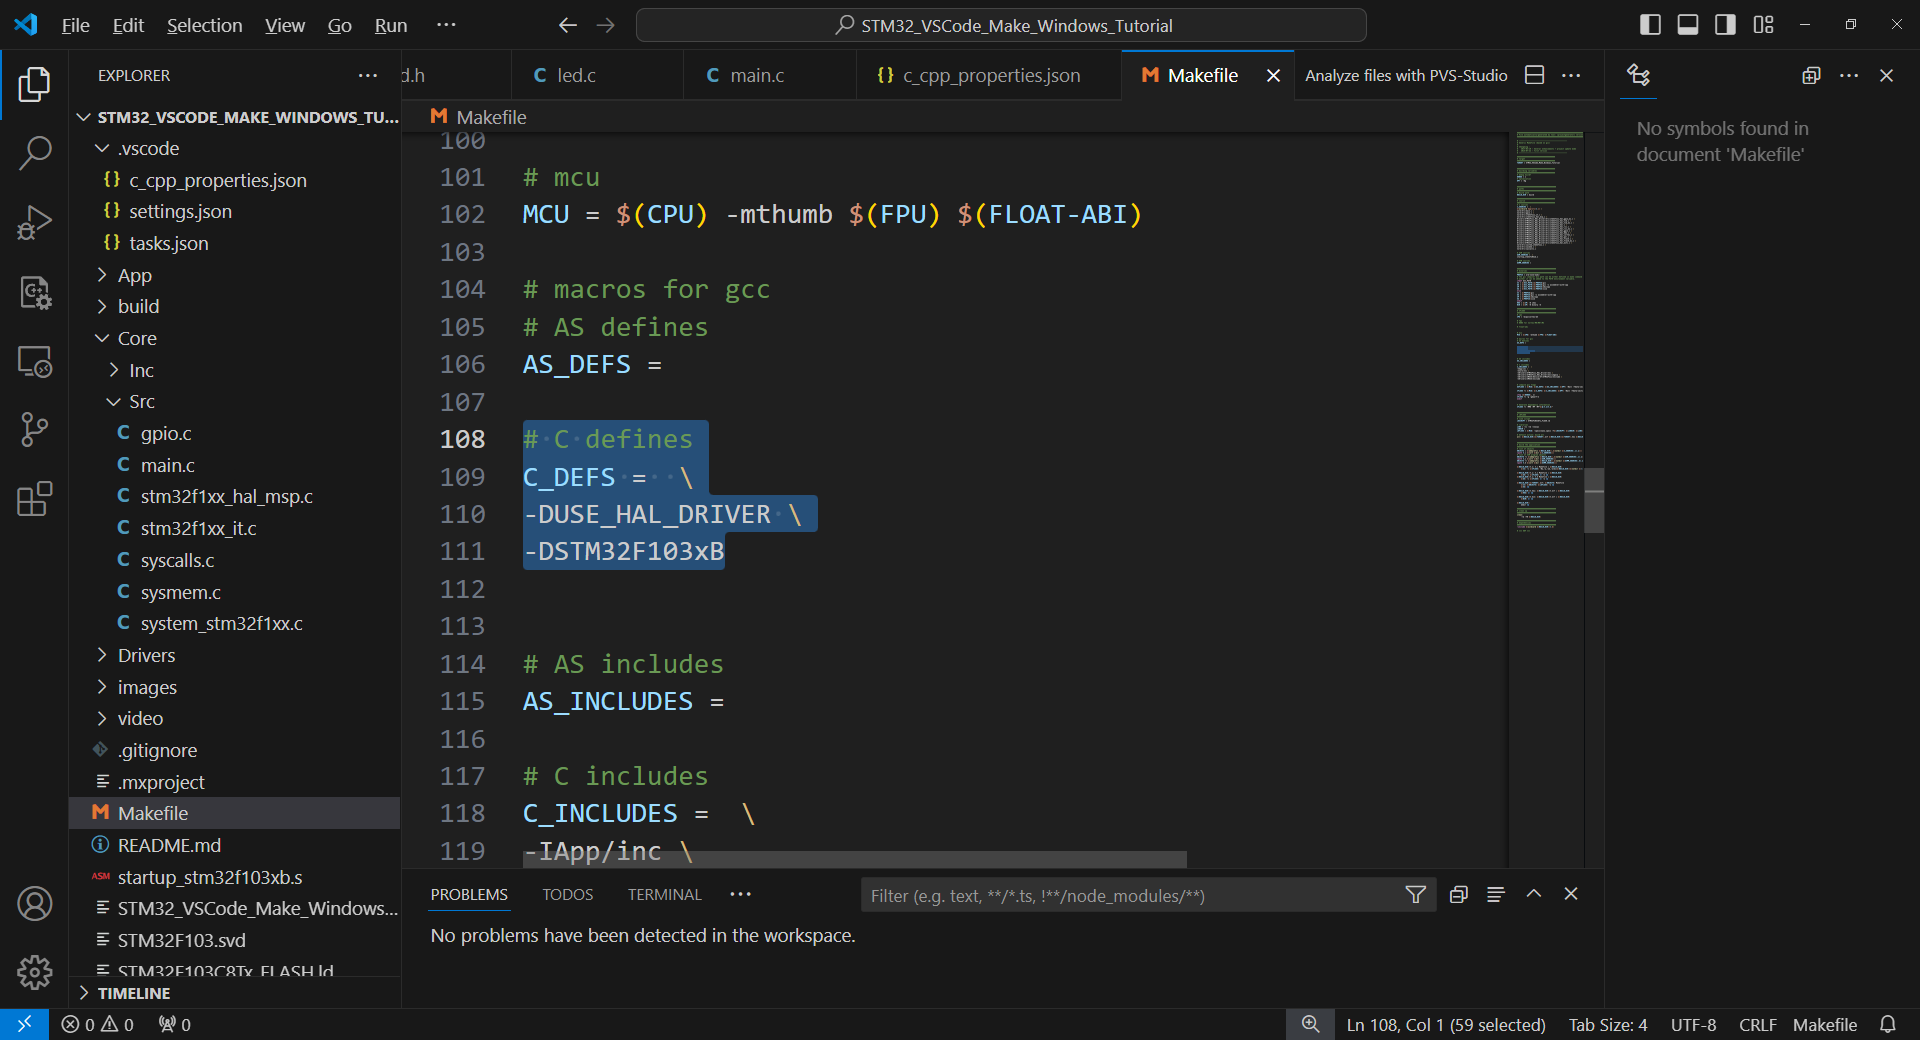 File Edit Selection View Go Run ··· STM32_VSCode_Make_Windows_Tutorial
EXPLORER ···
d.h
C led.c
C main.c
{} c_cpp_properties.json
M Makefile
Analyze files with PVS-Studio ···
STM32_VSCODE_MAKE_WINDOWS_TU...
.vscode
{} c_cpp_properties.json
{} settings.json
{} tasks.json
App
build
Core
Inc
Src
C gpio.c
C main.c
C stm32f1xx_hal_msp.c
C stm32f1xx_it.c
C syscalls.c
C sysmem.c
C system_stm32f1xx.c
Drivers
images
video
.gitignore
.mxproject
M Makefile
README.md
ASM startup_stm32f103xb.s
STM32_VSCode_Make_Windows...
STM32F103.svd
STM32F103C8Tx_FLASH.ld
TIMELINE
M Makefile
100
101 # mcu
102 MCU = $(CPU) -mthumb $(FPU) $(FLOAT-ABI)
103
104 # macros for gcc
105 # AS defines
106 AS_DEFS =
107
108 #·C·defines
109 C_DEFS·=··\
110 -DUSE_HAL_DRIVER·\
111 -DSTM32F103xB
112
113
114 # AS includes
115 AS_INCLUDES =
116
117 # C includes
118 C_INCLUDES =  \
119 -IApp/inc \
No symbols found in
document 'Makefile'
PROBLEMS TODOS TERMINAL ··· Filter (e.g. text, **/*.ts, !**/node_modules/**)
No problems have been detected in the workspace.
0 0 0 Ln 108, Col 1 (59 selected) Tab Size: 4 UTF-8 CRLF Makefile